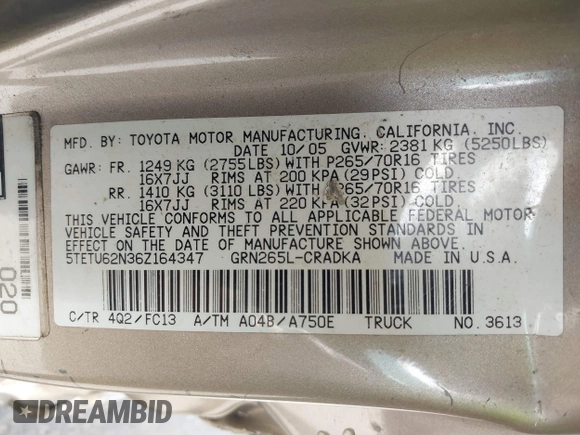 MFD. BY: TOYOTA MOTOR MANUFACTURING, CALIFORNIA, INC.
DATE 10/05 GVWR: 2381 KG (5250LBS)
GAWR: FR. 1249 KG (2755LBS) WITH P265/70R16 TIRES
16X7JJ RIMS AT 200 KPA (29PSI) COLD.
RR. 1410 KG (3110 LBS) WITH P265/70R16 TIRES
16X7JJ RIMS AT 220 KPA (32PSI) COLD.
THIS VEHICLE CONFORMS TO ALL APPLICABLE FEDERAL MOTOR
VEHICLE SAFETY AND THEFT PREVENTION STANDARDS IN
EFFECT ON THE DATE OF MANUFACTURE SHOWN ABOVE.
5TETU62N36Z164347 GRN265L-CRADKA MADE IN U.S.A.
C/TR 4Q2/FC13 A/TM A04B/A750E TRUCK NO. 3613
020
DREAMBID